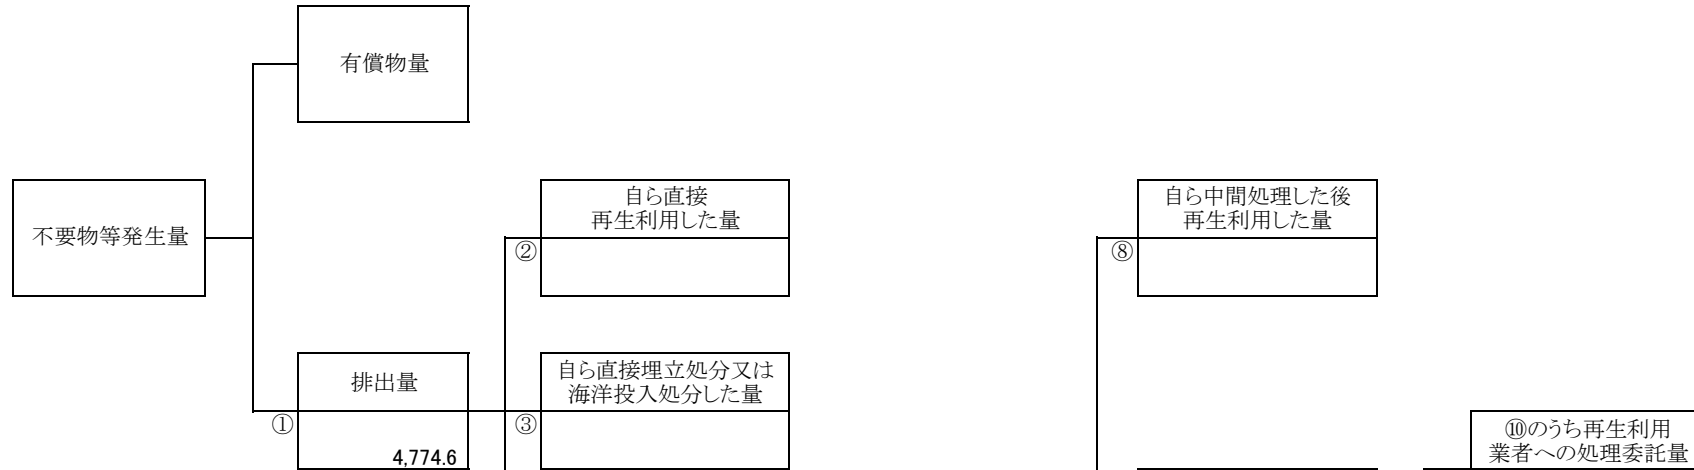 有償物量
不要物等発生量
自ら直接
再生利用した量
②
自ら中間処理した後
再生利用した量
⑧
排出量
①
4,774.6
自ら直接埋立処分又は
海洋投入処分した量
③
⑩のうち再生利用
業者への処理委託量